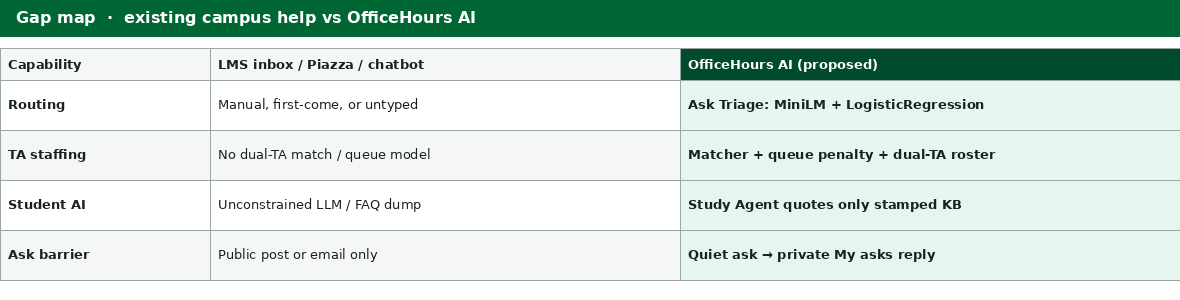 Gap map · existing campus help vs OfficeHours AI
Capability LMS inbox / Piazza / chatbot OfficeHours AI (proposed)
Routing Manual, first-come, or untyped Ask Triage: MiniLM + LogisticRegression
TA staffing No dual-TA match / queue model Matcher + queue penalty + dual-TA roster
Student AI Unconstrained LLM / FAQ dump Study Agent quotes only stamped KB
Ask barrier Public post or email only Quiet ask → private My asks reply